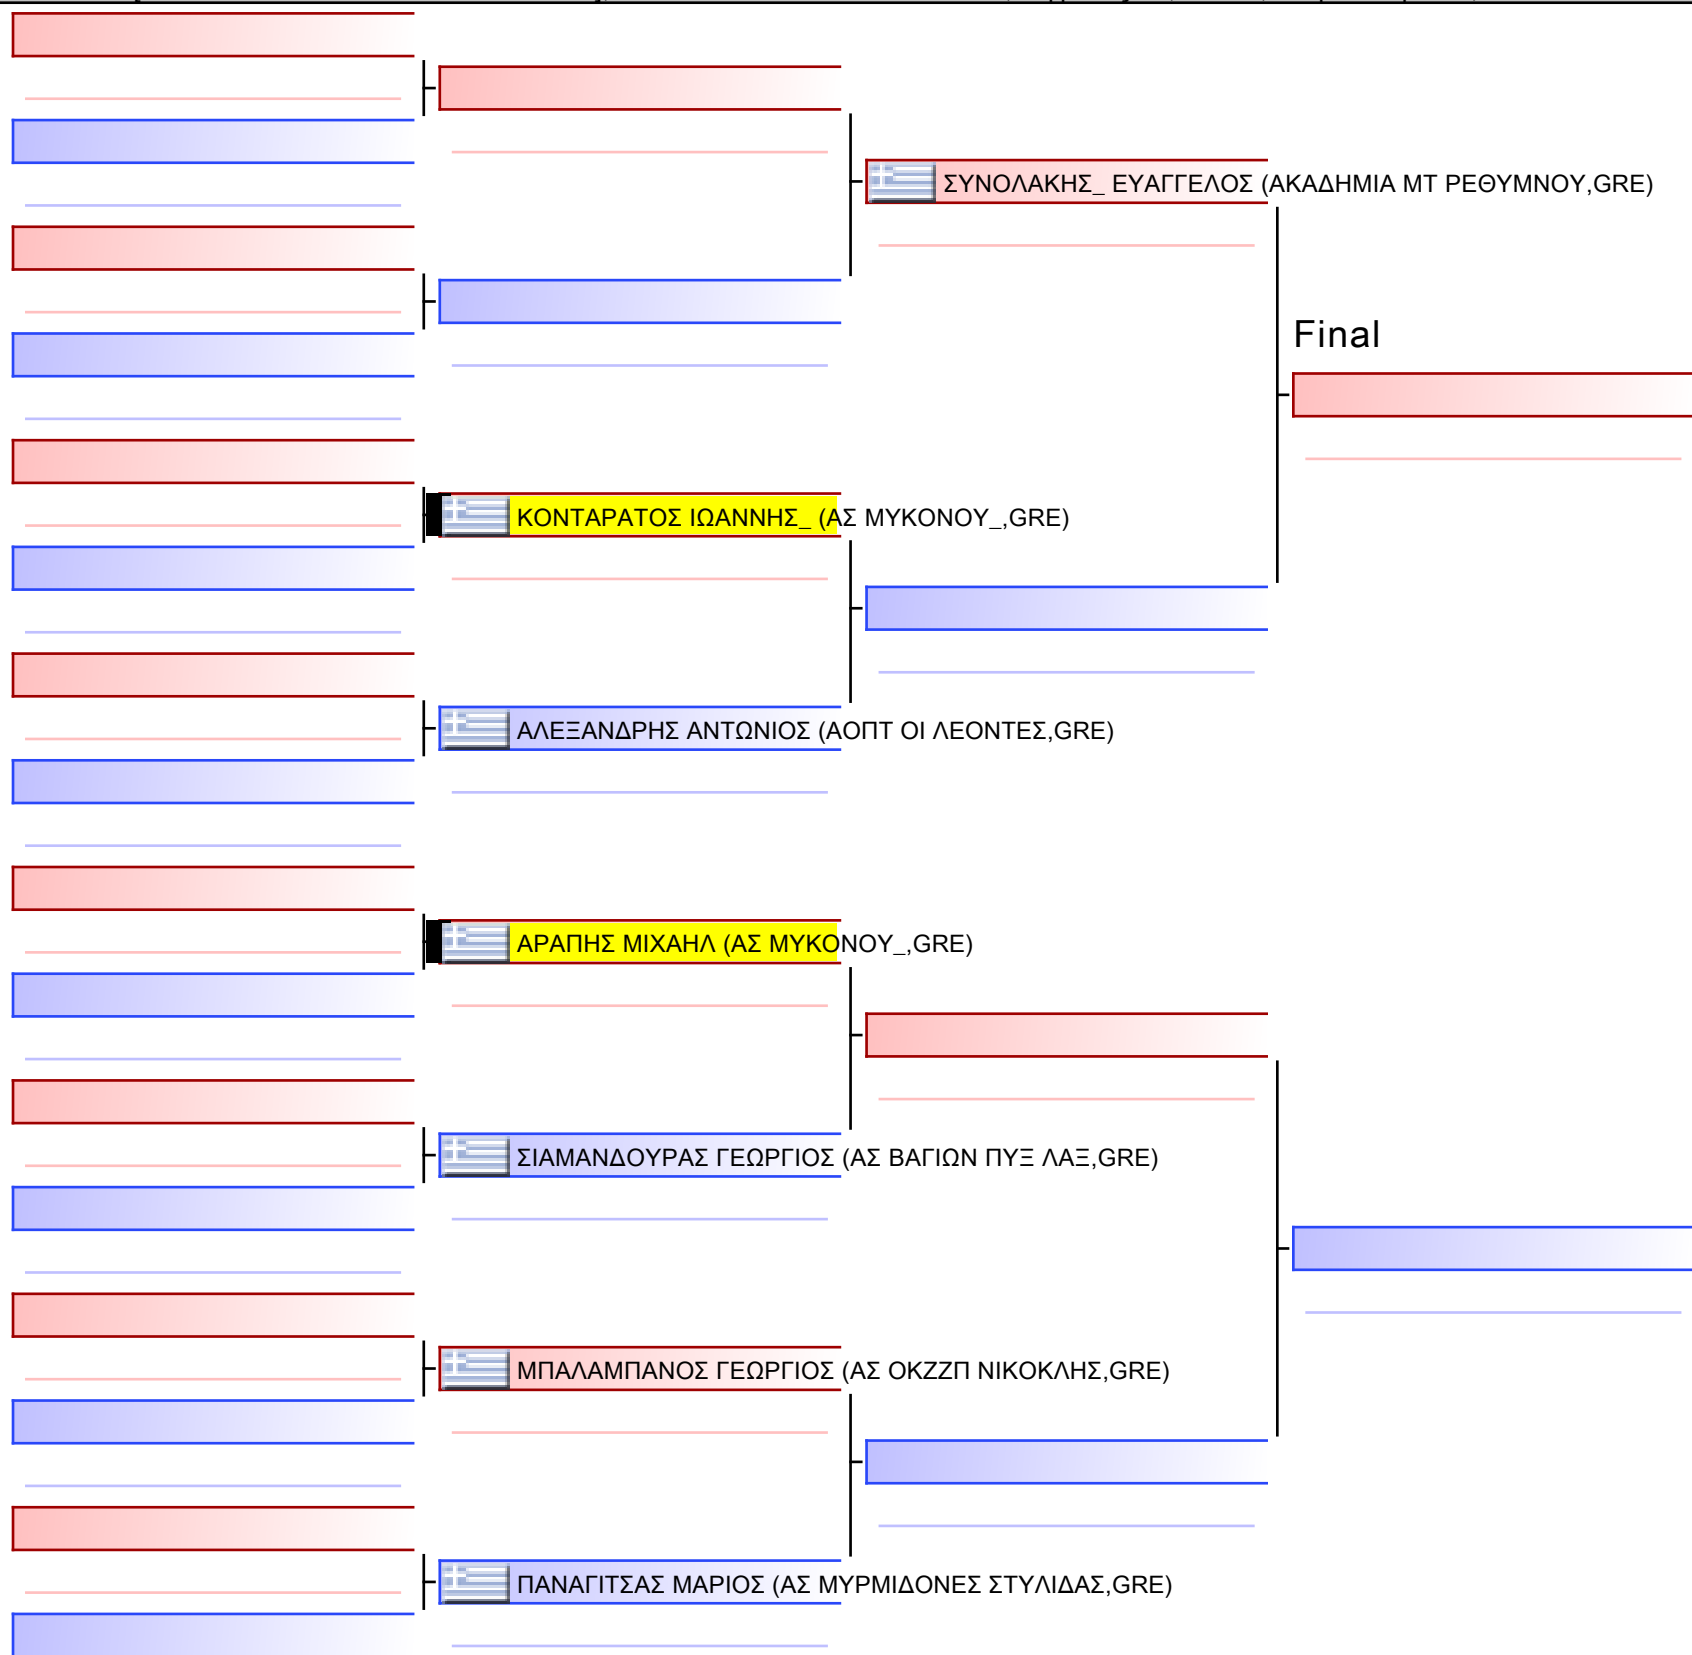 ΣΥΝΟΛΑΚΗΣ_ ΕΥΑΓΓΕΛΟΣ (ΑΚΑΔΗΜΙΑ ΜΤ ΡΕΘΥΜΝΟΥ,GRE)
Final
ΚΟΝΤΑΡΑΤΟΣ ΙΩΑΝΝΗΣ_ (ΑΣ ΜΥΚΟΝΟΥ_,GRE)
ΑΛΕΞΑΝΔΡΗΣ ΑΝΤΩΝΙΟΣ (ΑΟΠΤ ΟΙ ΛΕΟΝΤΕΣ,GRE)
ΑΡΑΠΗΣ ΜΙΧΑΗΛ (ΑΣ ΜΥΚΟΝΟΥ_,GRE)
ΣΙΑΜΑΝΔΟΥΡΑΣ ΓΕΩΡΓΙΟΣ (ΑΣ ΒΑΓΙΩΝ ΠΥΞ ΛΑΞ,GRE)
ΜΠΑΛΑΜΠΑΝΟΣ ΓΕΩΡΓΙΟΣ (ΑΣ ΟΚΖΖΠ ΝΙΚΟΚΛΗΣ,GRE)
ΠΑΝΑΓΙΤΣΑΣ ΜΑΡΙΟΣ (ΑΣ ΜΥΡΜΙΔΟΝΕΣ ΣΤΥΛΙΔΑΣ,GRE)